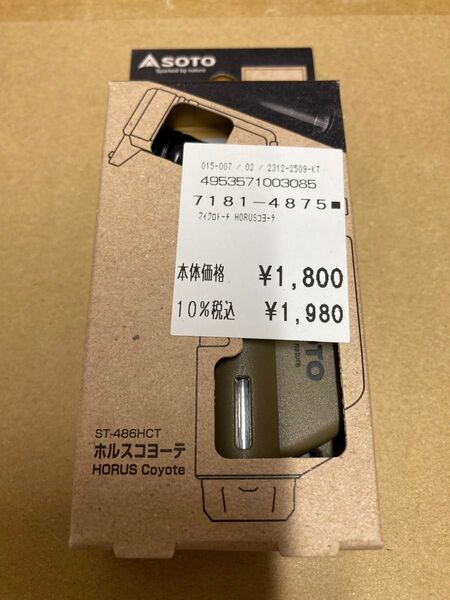 SOTO
Sparked by nature
015-007 / 02 / 2312-2509-KT
4953571003085
7181-4875■
マイクロトーチ HORUSコヨーテ
本体価格 ¥1,800
10%税込 ¥1,980
SOTO
nature
ST-486HCT
ホルスコヨーテ
HORUS Coyote